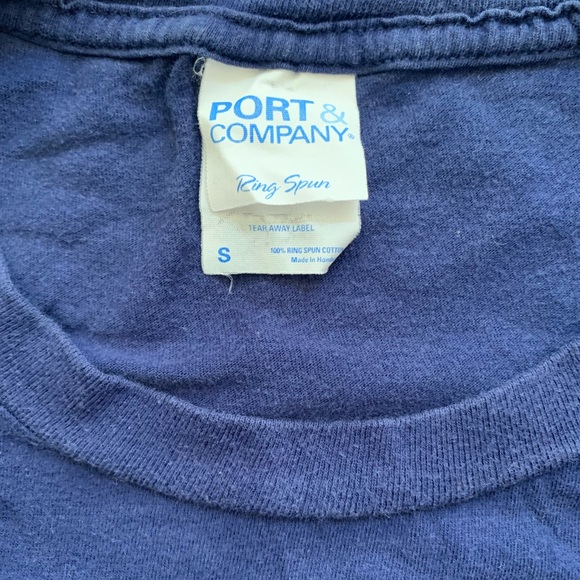 PORT &
COMPANY®
Ring Spun
TEAR AWAY LABEL
S
100% RING SPUN
Made In